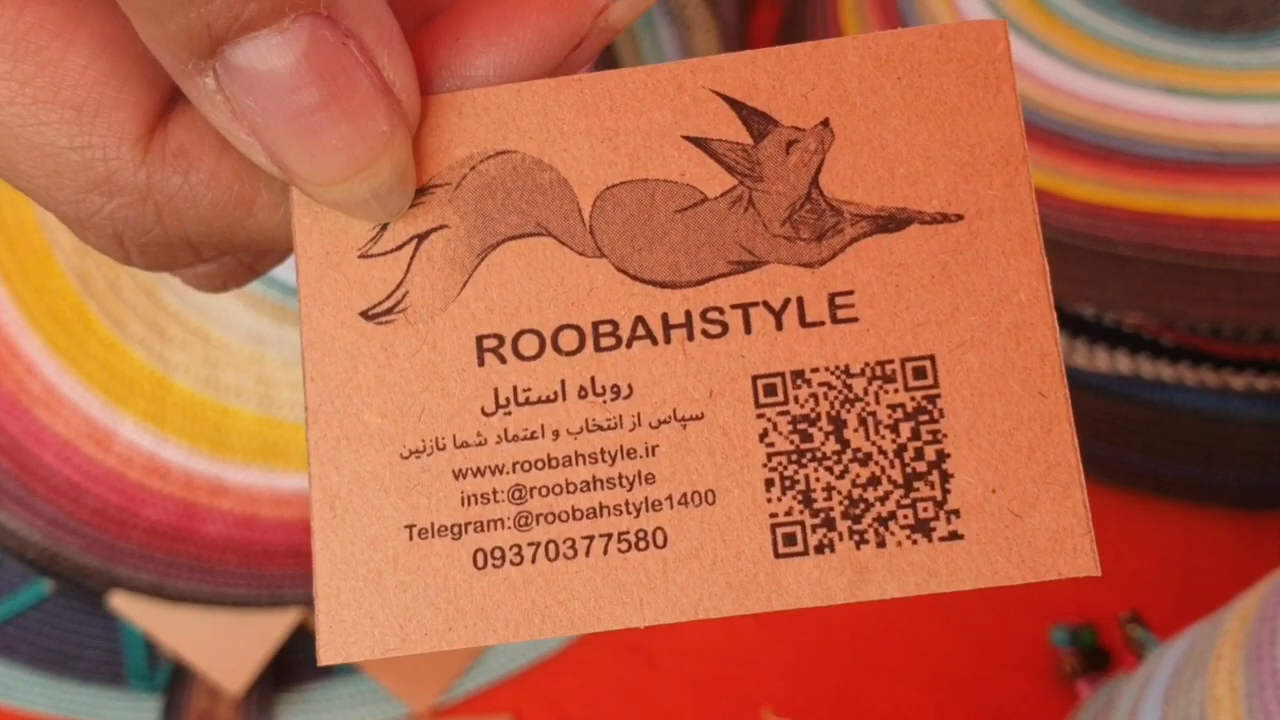 ROOBAHSTYLE
روباه استایل
سپاس از انتخاب و اعتماد شما نازنین
www.roobahstyle.ir
inst:@roobahstyle
Telegram:@roobahstyle1400
09370377580